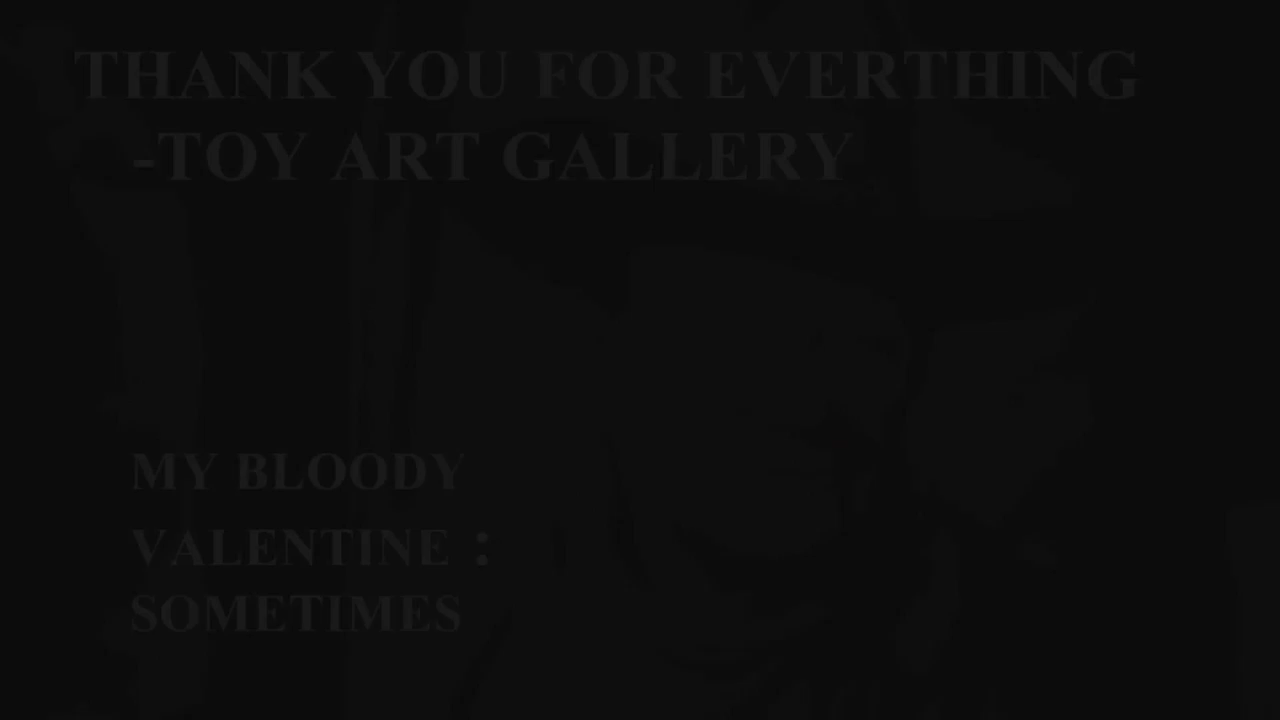 THANK YOU FOR EVERTHING
-TOY ART GALLERY
MY BLOODY
VALENTINE :
SOMETIMES